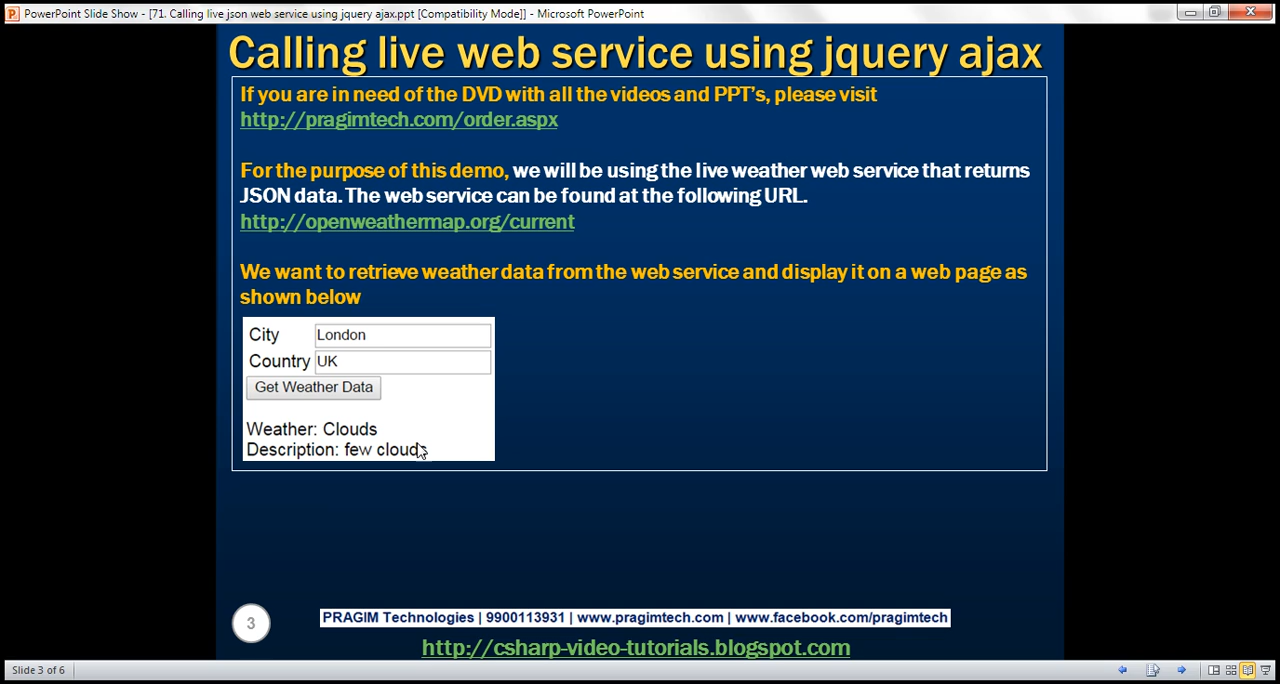 PowerPoint Slide Show - [71. Calling live json web service using jquery ajax.ppt [Compatibility Mode]] - Microsoft PowerPoint
Calling live web service using jquery ajax
If you are in need of the DVD with all the videos and PPT's, please visit
http://pragimtech.com/order.aspx
For the purpose of this demo, we will be using the live weather web service that returns
JSON data. The web service can be found at the following URL.
http://openweathermap.org/current
We want to retrieve weather data from the web service and display it on a web page as
shown below
City London
Country UK
Get Weather Data
Weather: Clouds
Description: few clouds
3
PRAGIM Technologies | 9900113931 | www.pragimtech.com | www.facebook.com/pragimtech
http://csharp-video-tutorials.blogspot.com
Slide 3 of 6